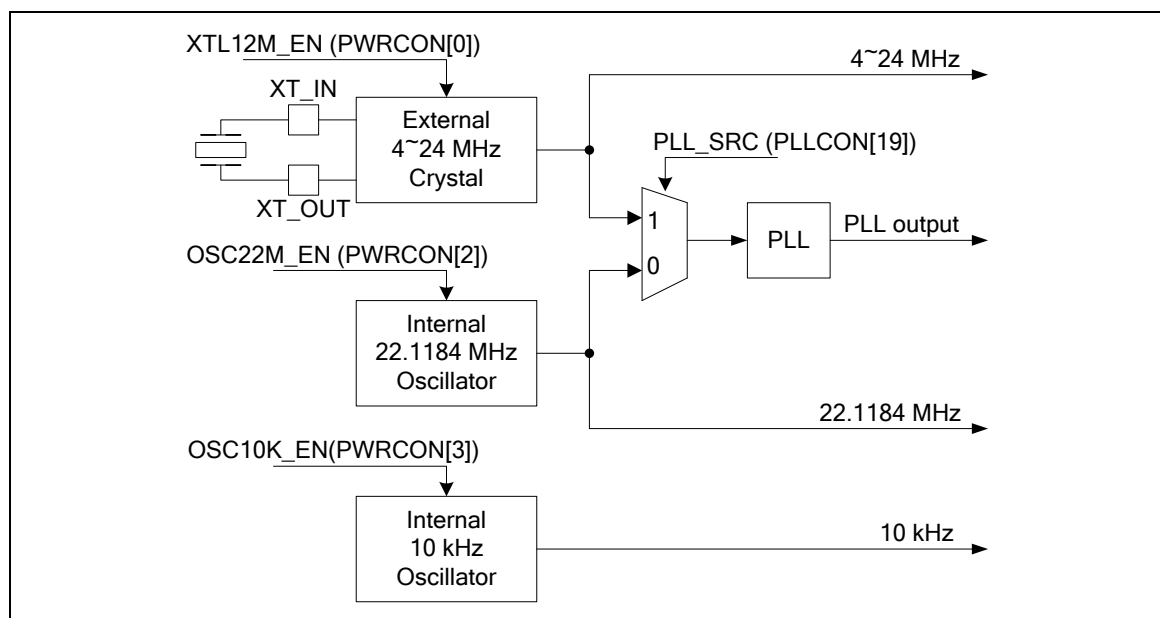 XTL12M_EN (PWRCON[0])
XT_IN
XT_OUT
External
4~24 MHz
Crystal
4~24 MHz
PLL_SRC (PLLCON[19])
1
0
PLL
PLL output
OSC22M_EN (PWRCON[2])
Internal
22.1184 MHz
Oscillator
22.1184 MHz
OSC10K_EN(PWRCON[3])
Internal
10 kHz
Oscillator
10 kHz